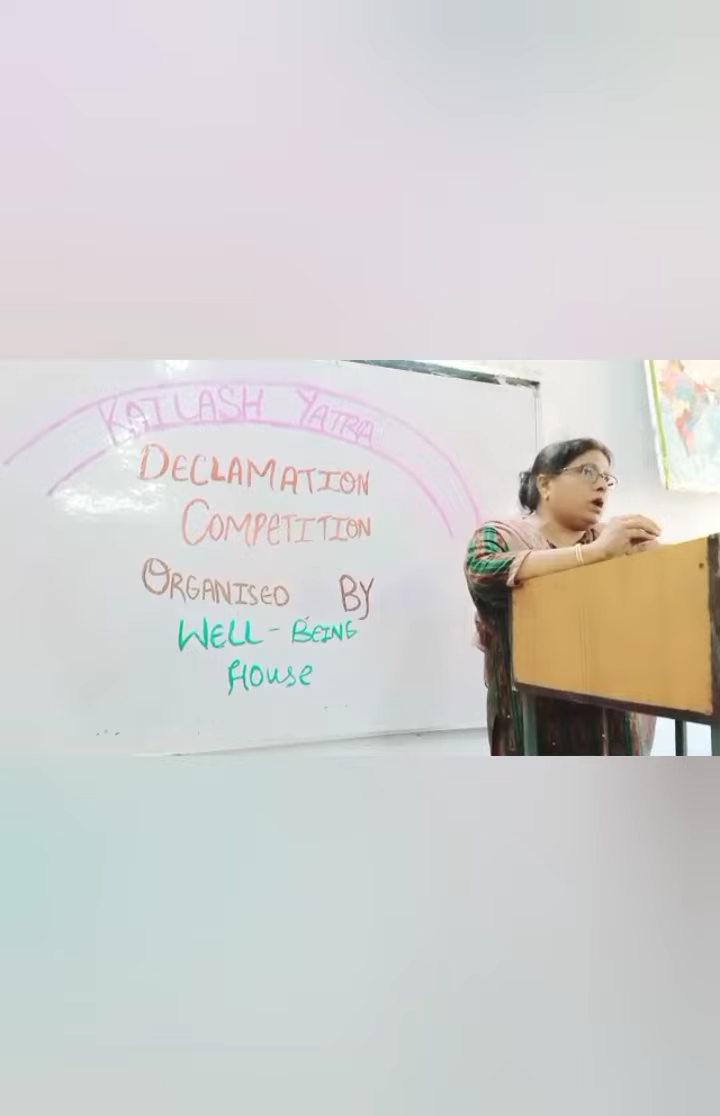 KAILASH YATRA
DECLAMATION
COMPETITION
ORGANISED BY
WELL-BEING
House